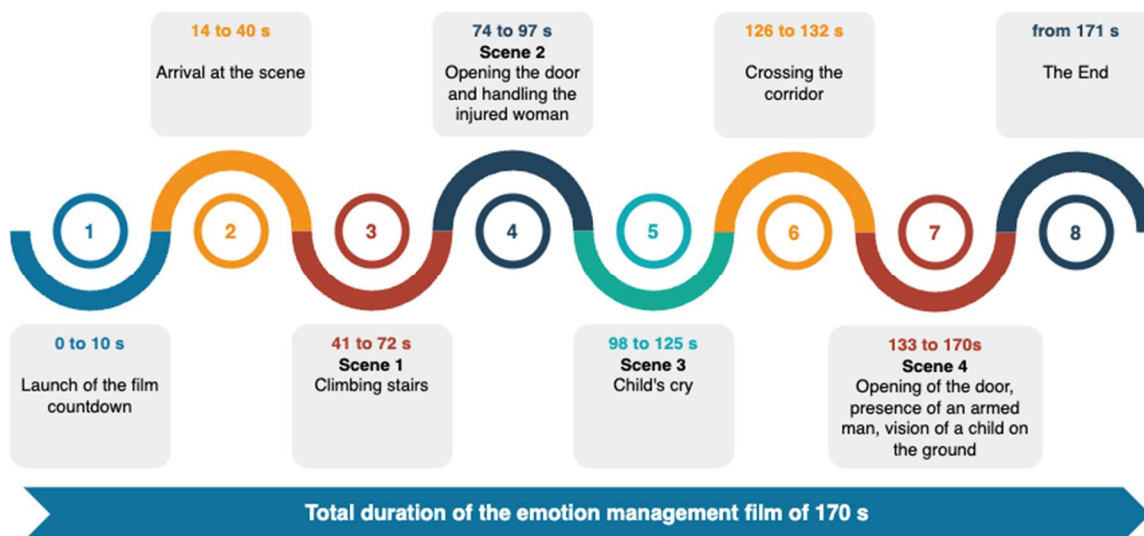 14 to 40 s
Arrival at the scene
74 to 97 s
Scene 2
Opening the door
and handling the
injured woman
126 to 132 s
Crossing the
corridor
from 171 s
The End
1
2
3
4
5
6
7
8
0 to 10 s
Launch of the film
countdown
41 to 72 s
Scene 1
Climbing stairs
98 to 125 s
Scene 3
Child's cry
133 to 170s
Scene 4
Opening of the door,
presence of an armed
man, vision of a child on
the ground
Total duration of the emotion management film of 170 s